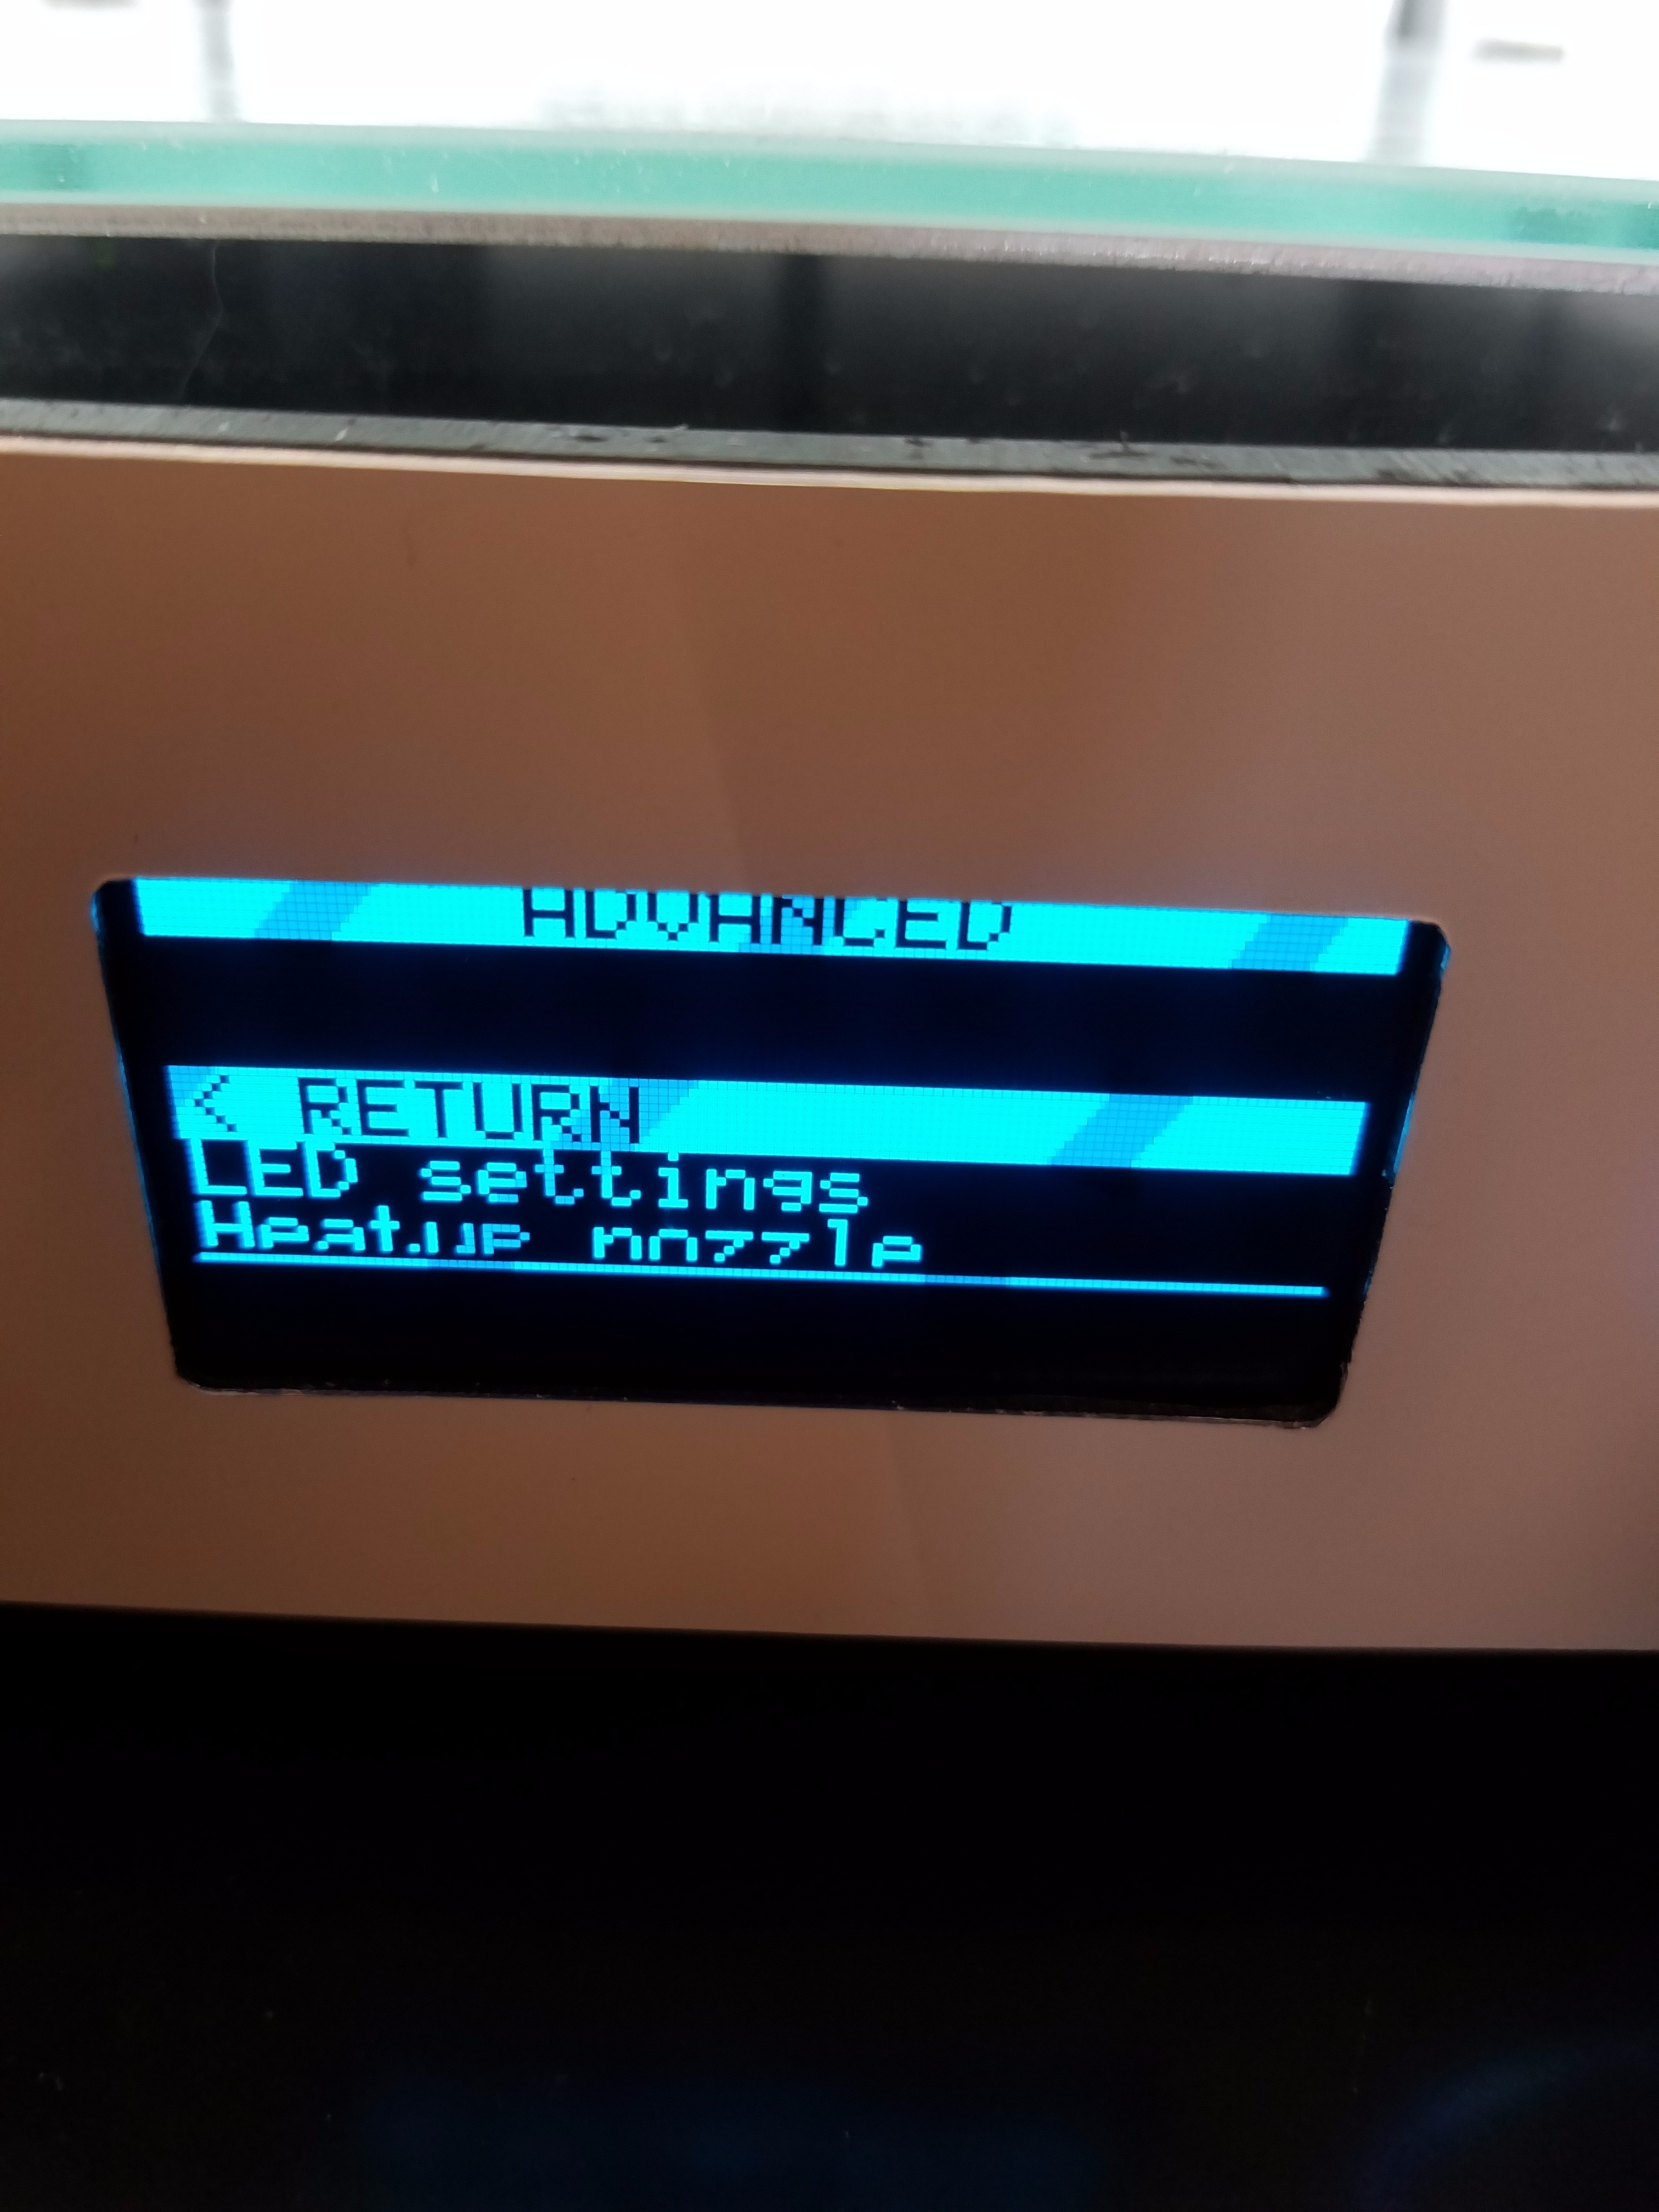 ADVANCED
< RETURN
LED settings
Heatup nozzle